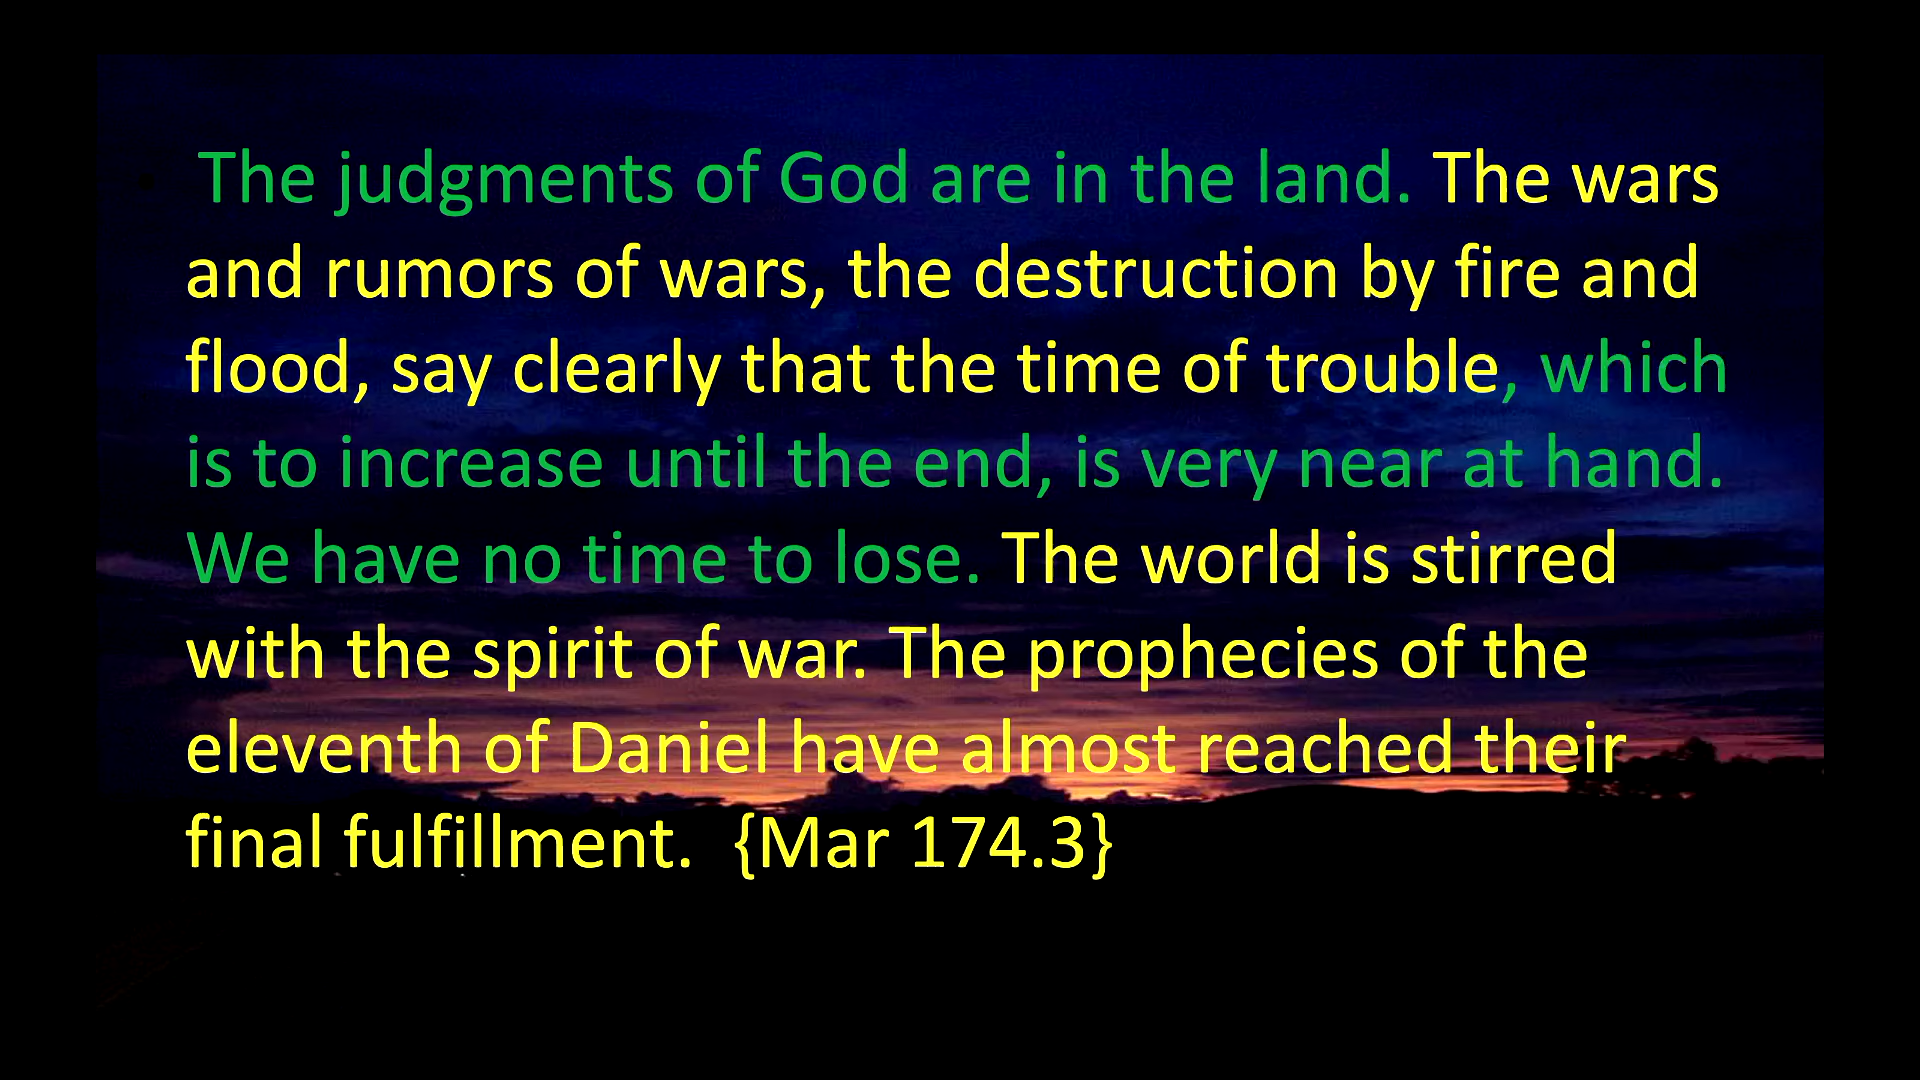 The judgments of God are in the land. The wars
and rumors of wars, the destruction by fire and
flood, say clearly that the time of trouble, which
is to increase until the end, is very near at hand.
We have no time to lose. The world is stirred
with the spirit of war. The prophecies of the
eleventh of Daniel have almost reached their
final fulfillment.  {Mar 174.3}